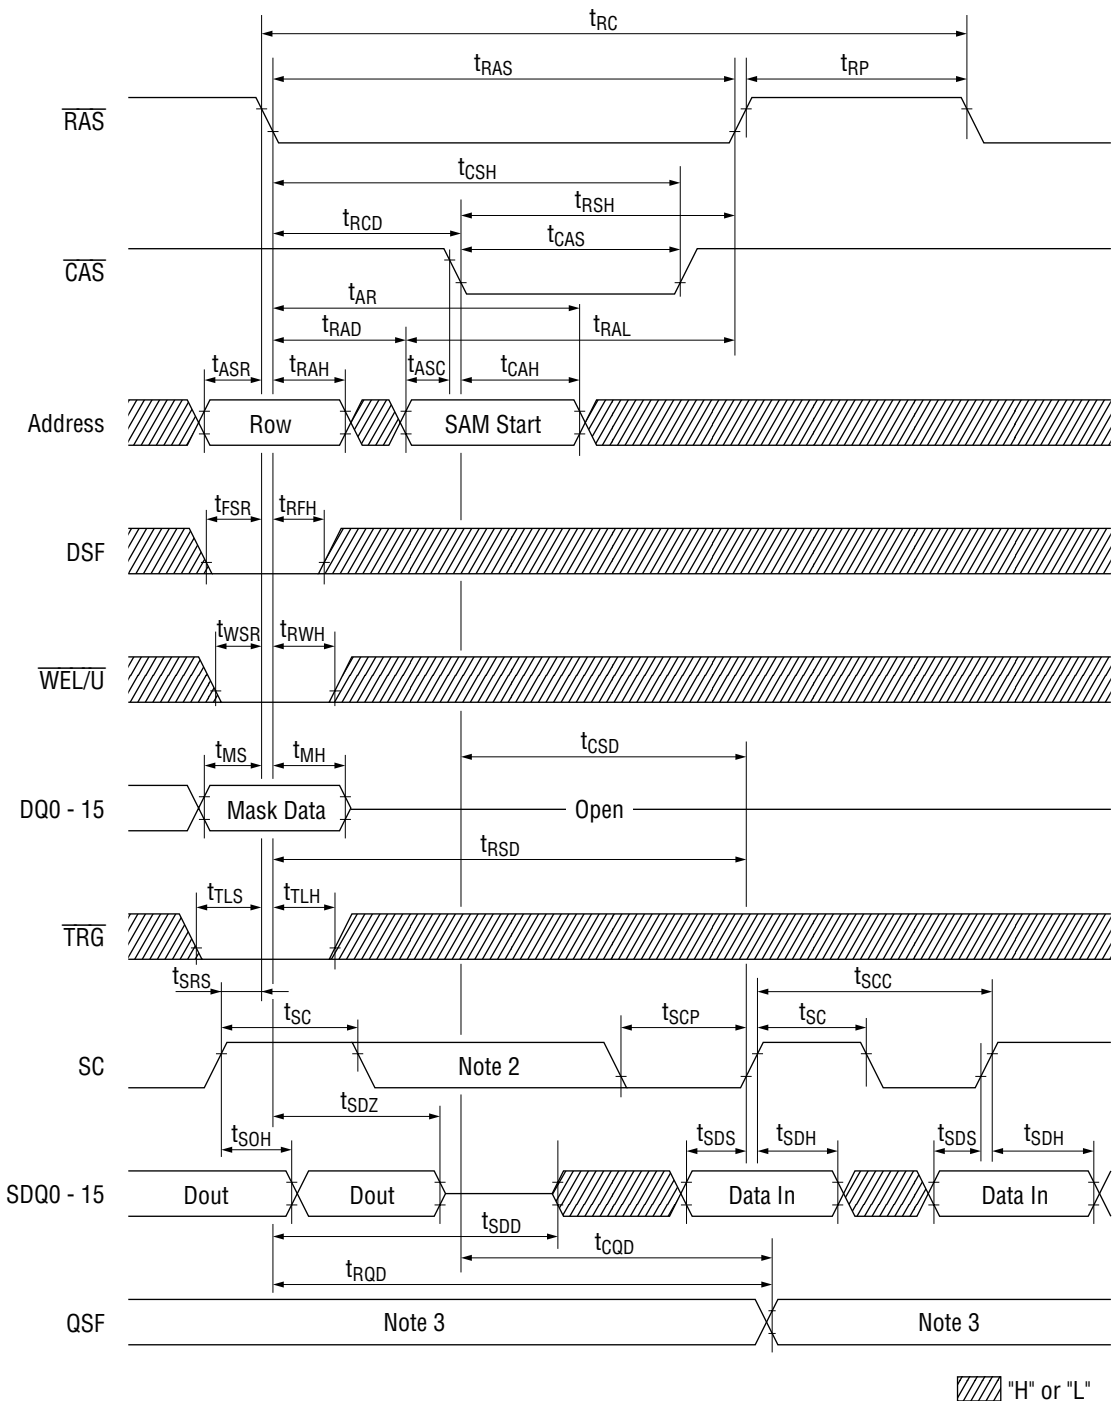 tRC
tRAS
tRP
RAS
tCSH
tRSH
tRCD
tCAS
CAS
tAR
tRAD
tRAL
tASR
tRAH
tASC
tCAH
Address
Row
SAM Start
tFSR
tRFH
DSF
tWSR
tRWH
WEL/U
tCSD
tMS
tMH
DQ0 - 15
Mask Data
Open
tRSD
tTLS
tTLH
TRG
tSRS
tSCC
tSC
tSCP
tSC
SC
Note 2
tSDZ
tSOH
tSDS
tSDH
tSDS
tSDH
SDQ0 - 15
Dout
Dout
Data In
Data In
tSDD
tCQD
tRQD
QSF
Note 3
Note 3
"H" or "L"